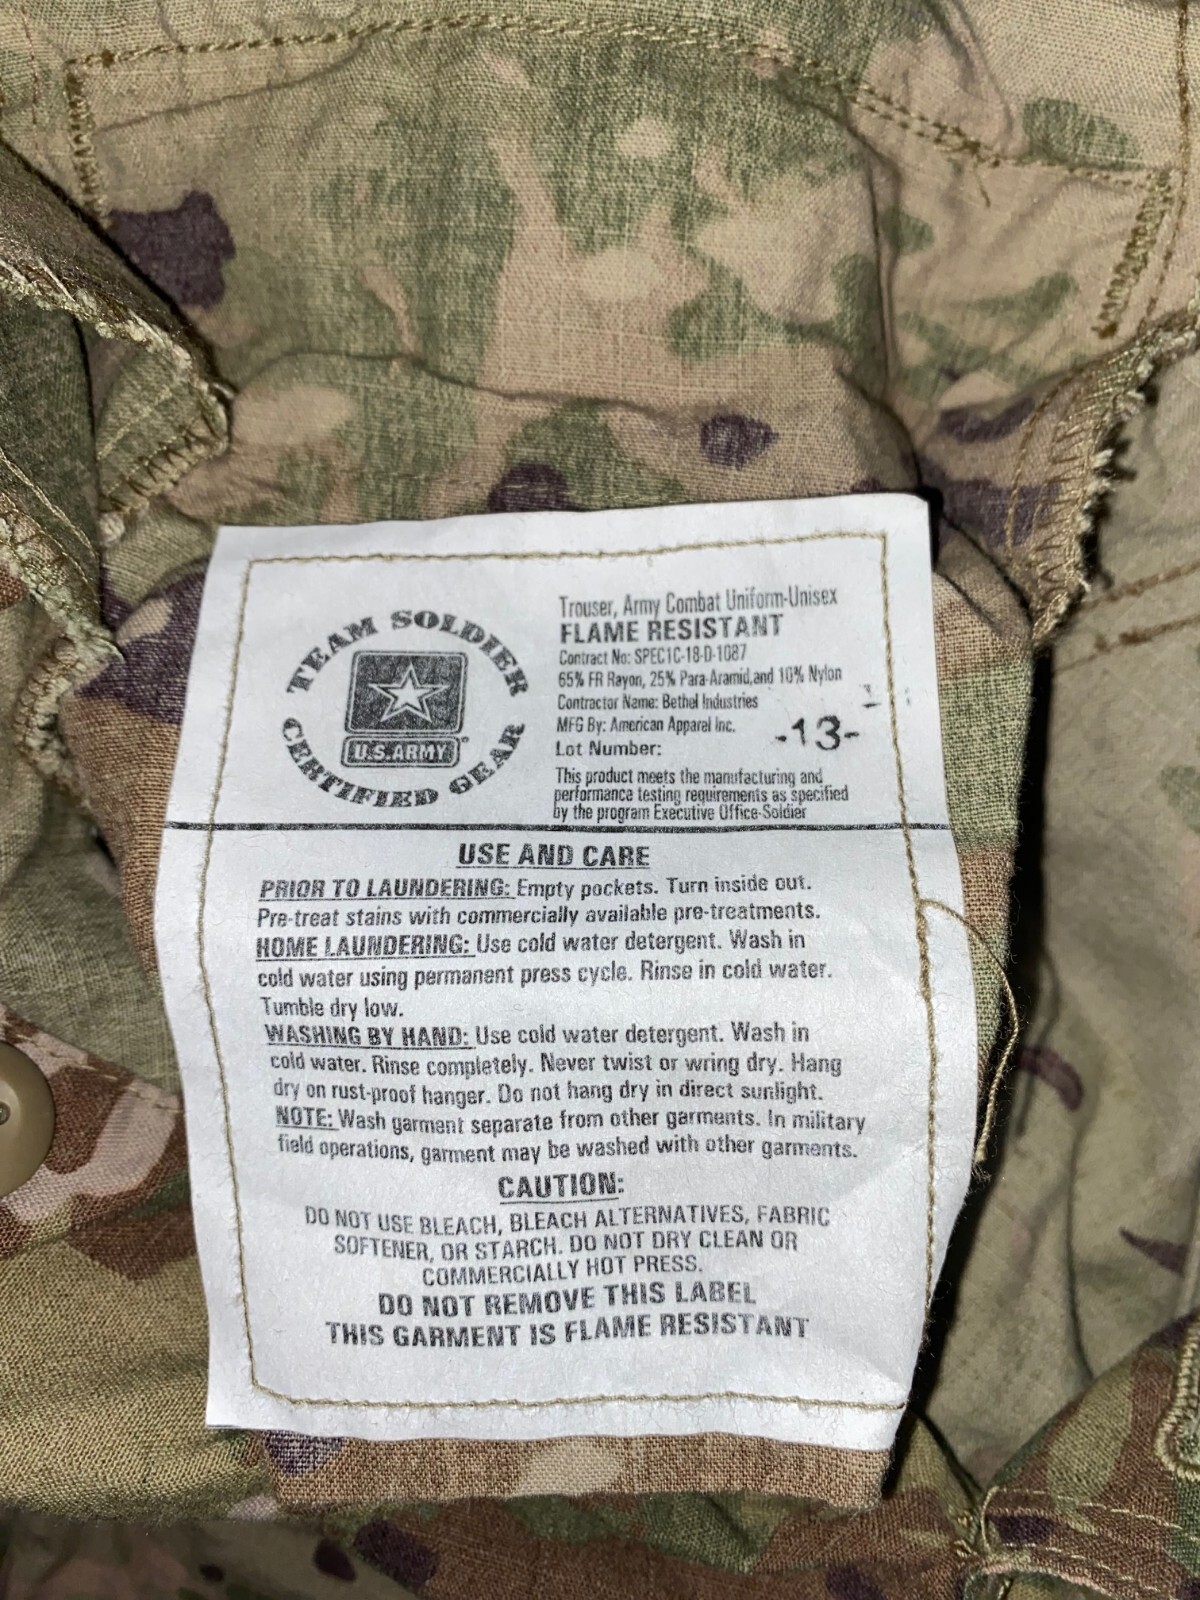 TEAM SOLDIER
U.S.ARMY
CERTIFIED GEAR
Trouser, Army Combat Uniform-Unisex
FLAME RESISTANT
Contract No: SPEC1C-18-D-1087
65% FR Rayon, 25% Para-Aramid,and 10% Nylon
Contractor Name: Bethel Industries
MFG By: American Apparel Inc.
Lot Number:
-13-
This product meets the manufacturing and
performance testing requirements as specified
by the program Executive Office-Soldier
USE AND CARE
PRIOR TO LAUNDERING: Empty pockets. Turn inside out.
Pre-treat stains with commercially available pre-treatments.
HOME LAUNDERING: Use cold water detergent. Wash in
cold water using permanent press cycle. Rinse in cold water.
Tumble dry low.
WASHING BY HAND: Use cold water detergent. Wash in
cold water. Rinse completely. Never twist or wring dry. Hang
dry on rust-proof hanger. Do not hang dry in direct sunlight.
NOTE: Wash garment separate from other garments. In military
field operations, garment may be washed with other garments.
CAUTION:
DO NOT USE BLEACH, BLEACH ALTERNATIVES, FABRIC
SOFTENER, OR STARCH. DO NOT DRY CLEAN OR
COMMERCIALLY HOT PRESS.
DO NOT REMOVE THIS LABEL
THIS GARMENT IS FLAME RESISTANT